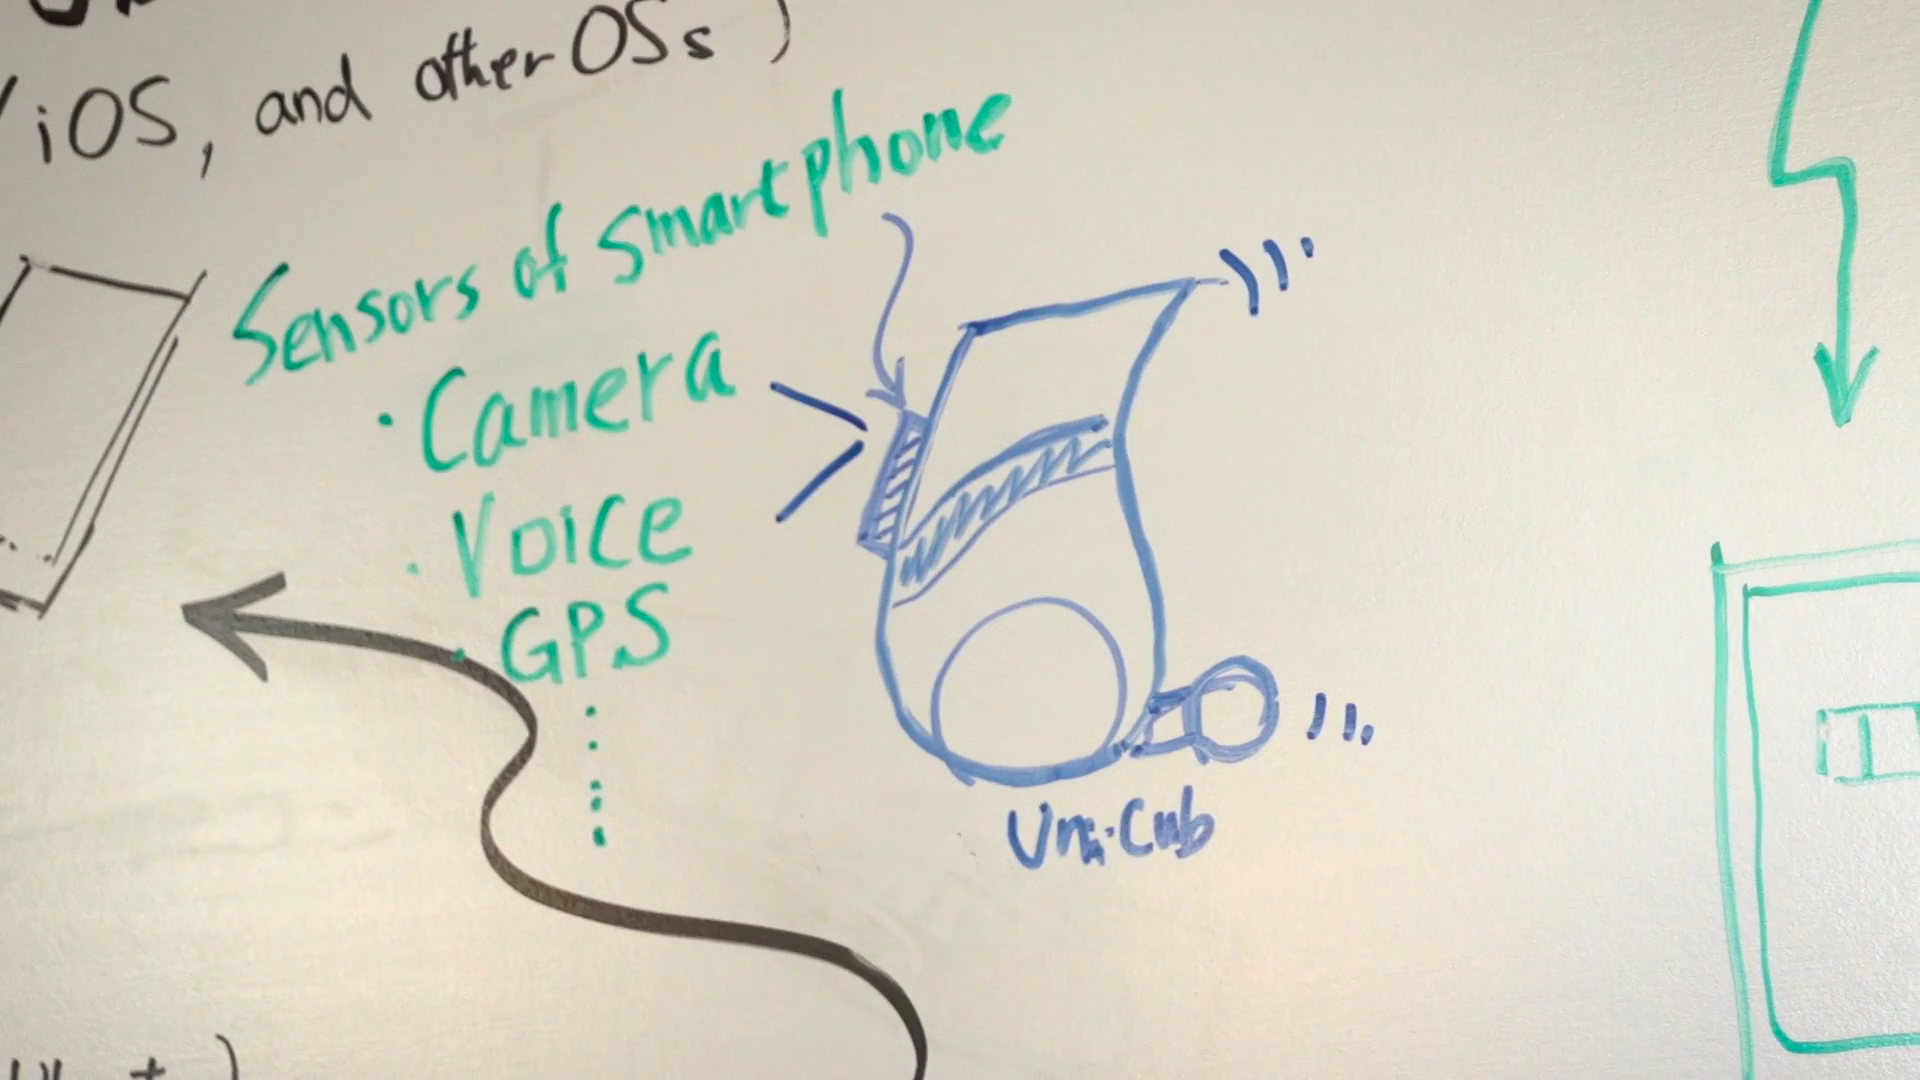 /iOS, and other OSs)
Sensors of smartphone
· Camera
· Voice
· GPS
Uni-Cub